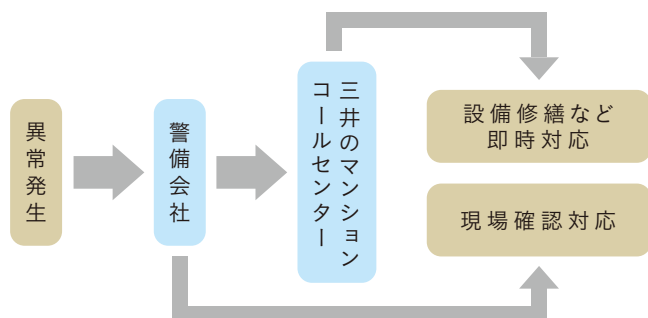 異常発生
警備会社
三井のマンション
コールセンター
設備修繕など
即時対応
現場確認対応